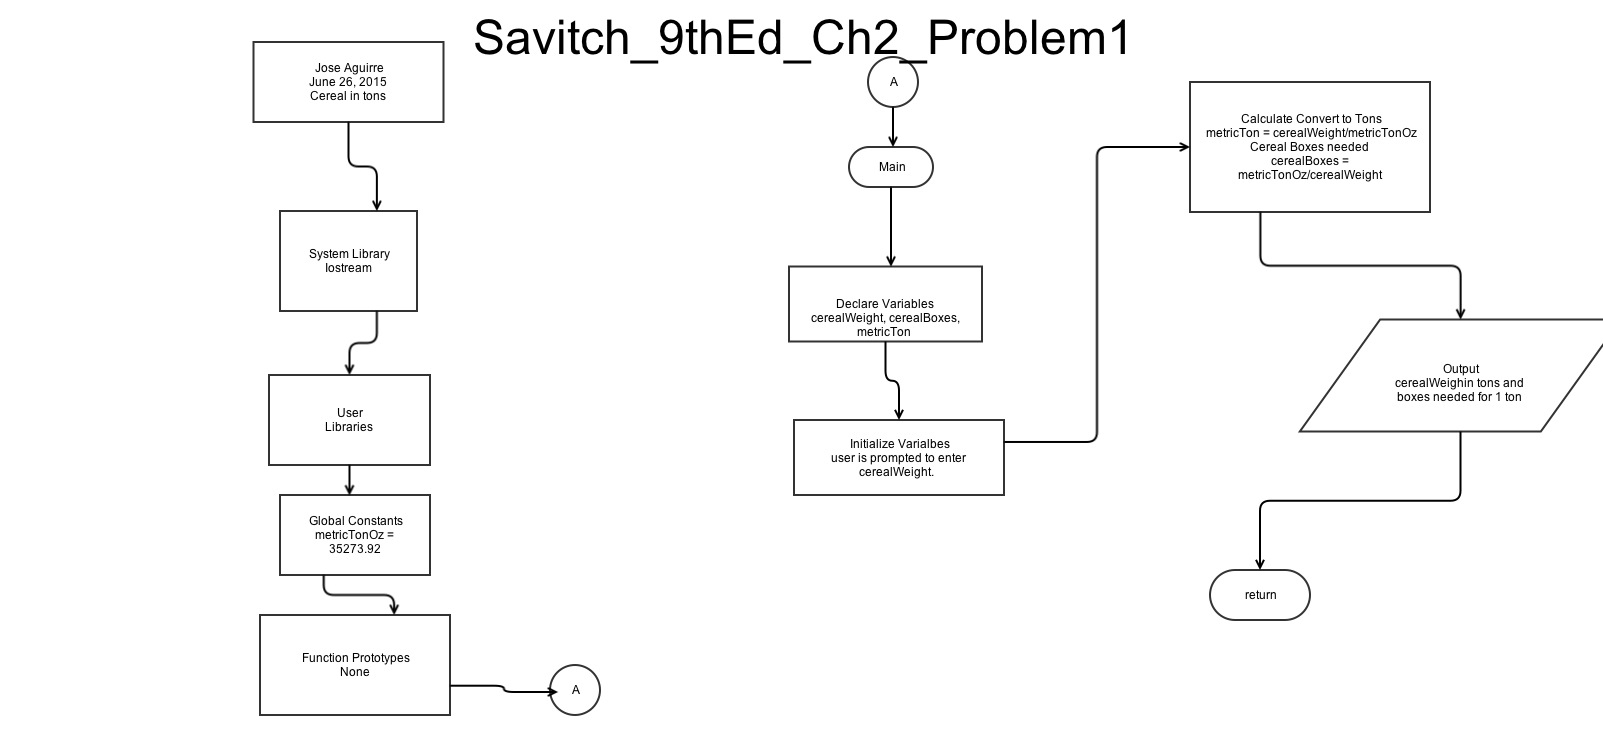 Savitch_9thEd_Ch2_Problem1
Jose Aguirre
June 26, 2015
Cereal in tons
System Library
Iostream
User
Libraries
Global Constants
metricTonOz =
35273.92
Function Prototypes
None
A
A
Main
Declare Variables
cerealWeight, cerealBoxes,
metricTon
Initialize Varialbes
user is prompted to enter
cerealWeight.
Calculate Convert to Tons
metricTon = cerealWeight/metricTonOz
Cereal Boxes needed
cerealBoxes =
metricTonOz/cerealWeight
Output
cerealWeighin tons and
boxes needed for 1 ton
return